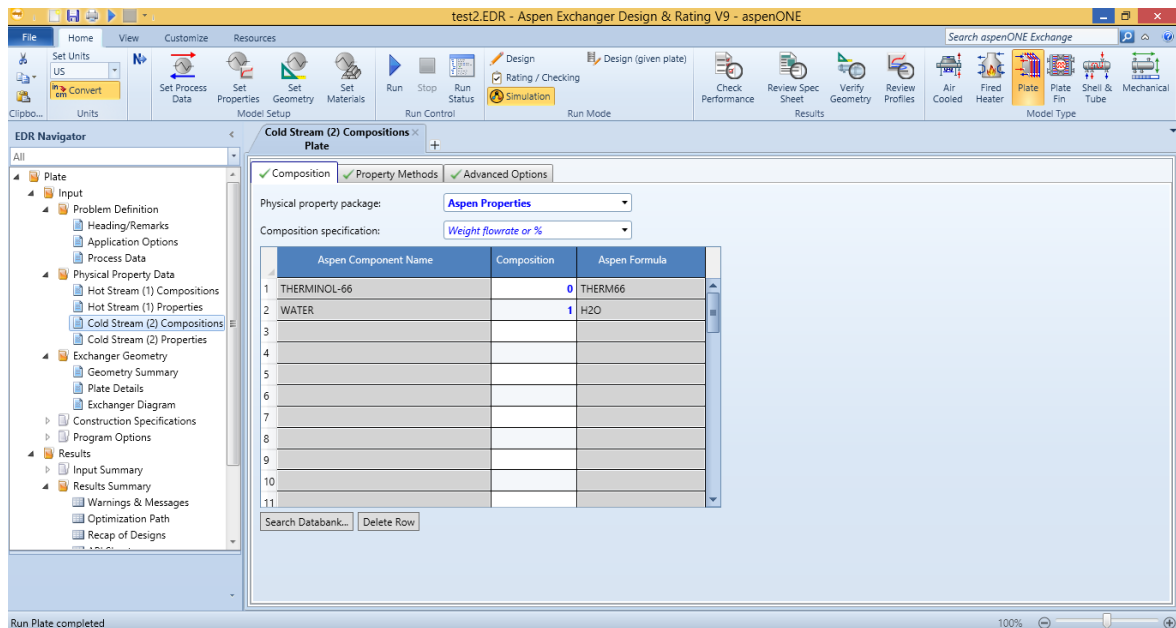 test2.EDR - Aspen Exchanger Design & Rating V9 - aspenONE
File Home View Customize Resources
Search aspenONE Exchange
Set Units
US
Convert
Set Process Data
Set Properties
Set Geometry
Set Materials
Run
Stop
Run Status
Design
Rating / Checking
Simulation
Design (given plate)
Check Performance
Review Spec Sheet
Verify Geometry
Review Profiles
Air Cooled
Fired Heater
Plate
Plate Fin
Shell & Tube
Mechanical
Clipbo... Units Model Setup Run Control Run Mode Results Model Type
EDR Navigator
All
Plate
Input
Problem Definition
Heading/Remarks
Application Options
Process Data
Physical Property Data
Hot Stream (1) Compositions
Hot Stream (1) Properties
Cold Stream (2) Compositions
Cold Stream (2) Properties
Exchanger Geometry
Geometry Summary
Plate Details
Exchanger Diagram
Construction Specifications
Program Options
Results
Input Summary
Results Summary
Warnings & Messages
Optimization Path
Recap of Designs
Cold Stream (2) Compositions
Plate
Composition Property Methods Advanced Options
Physical property package: Aspen Properties
Composition specification: Weight flowrate or %
Aspen Component Name Composition Aspen Formula
1 THERMINOL-66 0 THERM66
2 WATER 1 H2O
3
4
5
6
7
8
9
10
11
Search Databank... Delete Row
Run Plate completed
100%